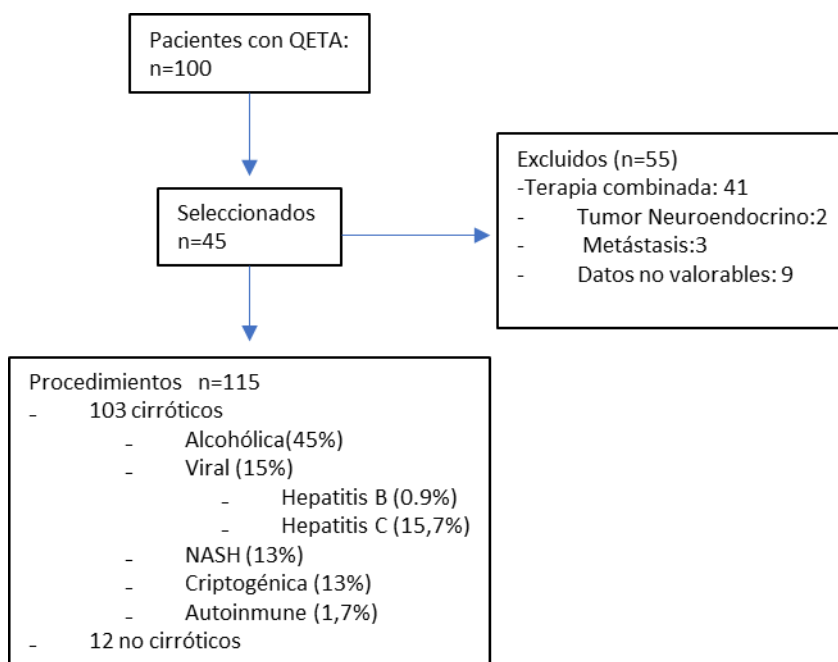 Pacientes con QETA:
n=100
Excluidos (n=55)
-Terapia combinada: 41
- Tumor Neuroendocrino:2
- Metástasis:3
- Datos no valorables: 9
Seleccionados
n=45
Procedimientos n=115
- 103 cirróticos
- Alcohólica(45%)
- Viral (15%)
- Hepatitis B (0.9%)
- Hepatitis C (15,7%)
- NASH (13%)
- Criptogénica (13%)
- Autoinmune (1,7%)
- 12 no cirróticos